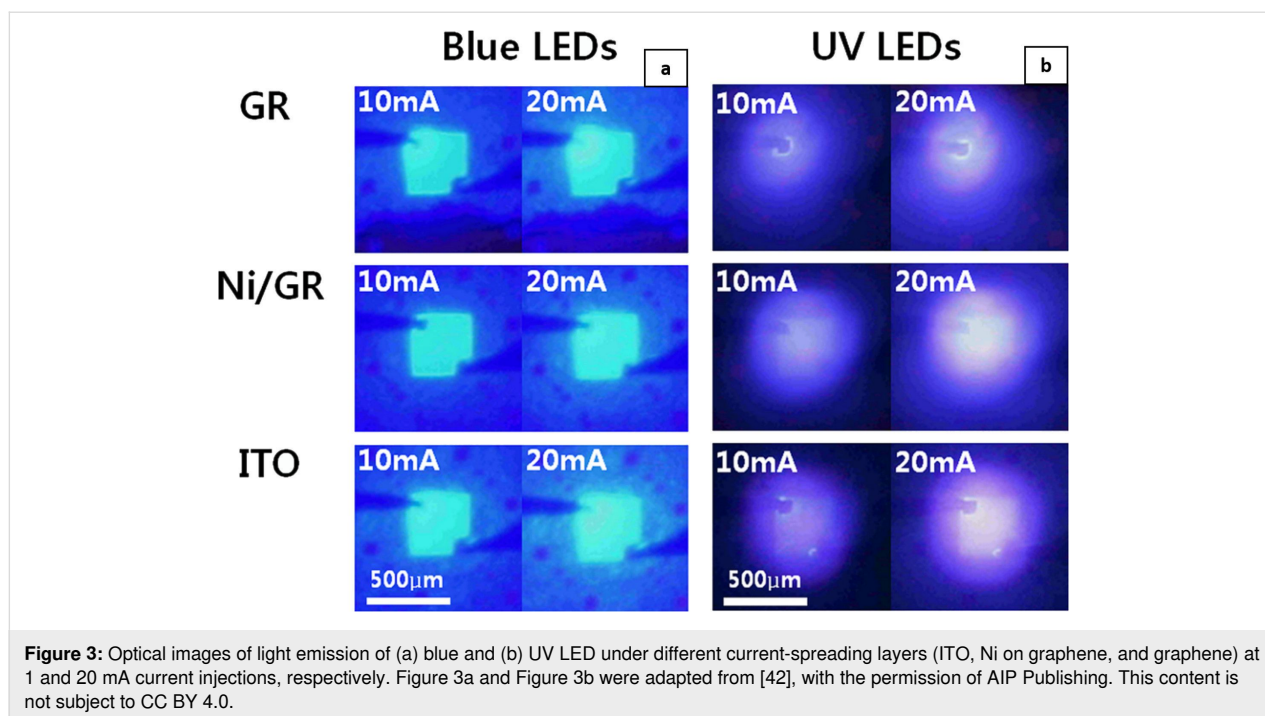 Blue LEDs
UV LEDs
a
b
GR
10mA
20mA
10mA
20mA
Ni/GR
10mA
20mA
10mA
20mA
ITO
10mA
20mA
10mA
20mA
500μm
500μm
Figure 3: Optical images of light emission of (a) blue and (b) UV LED under different current-spreading layers (ITO, Ni on graphene, and graphene) at
1 and 20 mA current injections, respectively. Figure 3a and Figure 3b were adapted from [42], with the permission of AIP Publishing. This content is
not subject to CC BY 4.0.